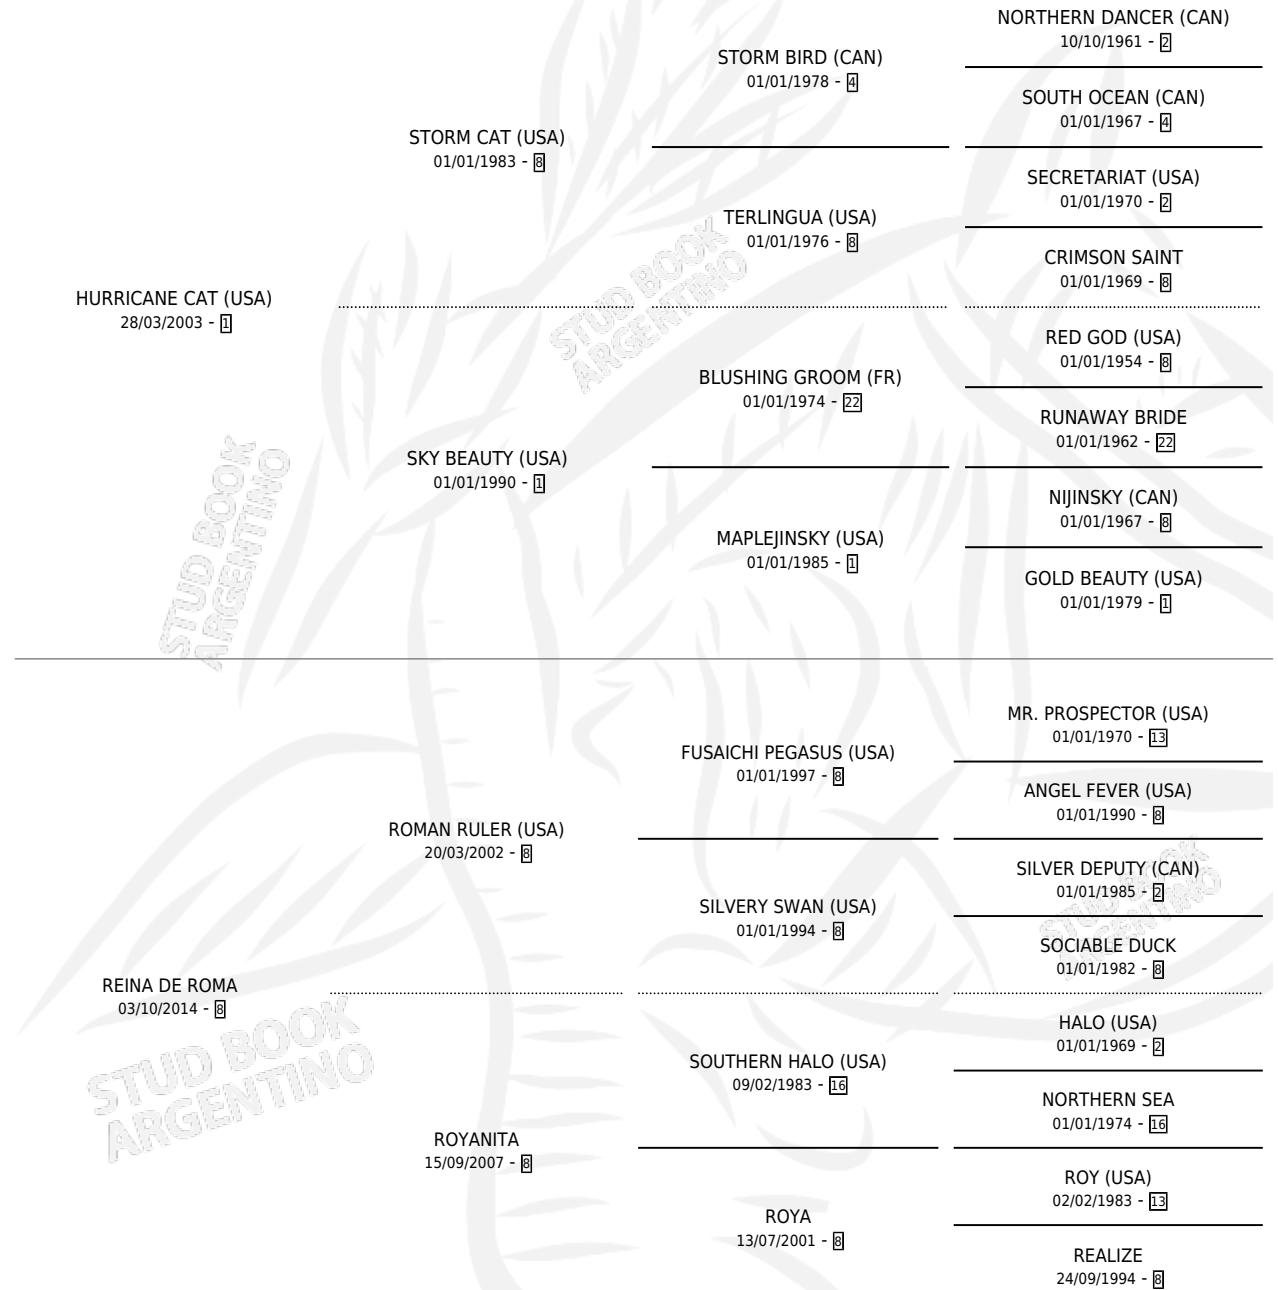 NORTHERN DANCER (CAN)
10/10/1961 - 2
STORM BIRD (CAN)
01/01/1978 - 4
SOUTH OCEAN (CAN)
01/01/1967 - 4
STORM CAT (USA)
01/01/1983 - 8
SECRETARIAT (USA)
01/01/1970 - 2
TERLINGUA (USA)
01/01/1976 - 8
CRIMSON SAINT
01/01/1969 - 8
HURRICANE CAT (USA)
28/03/2003 - 1
RED GOD (USA)
01/01/1954 - 8
BLUSHING GROOM (FR)
01/01/1974 - 22
RUNAWAY BRIDE
01/01/1962 - 22
SKY BEAUTY (USA)
01/01/1990 - 1
NIJINSKY (CAN)
01/01/1967 - 8
MAPLEJINSKY (USA)
01/01/1985 - 1
GOLD BEAUTY (USA)
01/01/1979 - 1
MR. PROSPECTOR (USA)
01/01/1970 - 13
FUSAICHI PEGASUS (USA)
01/01/1997 - 8
ANGEL FEVER (USA)
01/01/1990 - 8
ROMAN RULER (USA)
20/03/2002 - 8
SILVER DEPUTY (CAN)
01/01/1985 - 2
SILVERY SWAN (USA)
01/01/1994 - 8
SOCIABLE DUCK
01/01/1982 - 8
REINA DE ROMA
03/10/2014 - 8
HALO (USA)
01/01/1969 - 2
SOUTHERN HALO (USA)
09/02/1983 - 16
NORTHERN SEA
01/01/1974 - 16
ROYANITA
15/09/2007 - 8
ROY (USA)
02/02/1983 - 13
ROYA
13/07/2001 - 8
REALIZE
24/09/1994 - 8
STUD BOOK
ARGENTINO
STUD BOOK
ARGENTINO
STUD BOOK
ARGENTINO
STUD BOOK
ARGENTINO